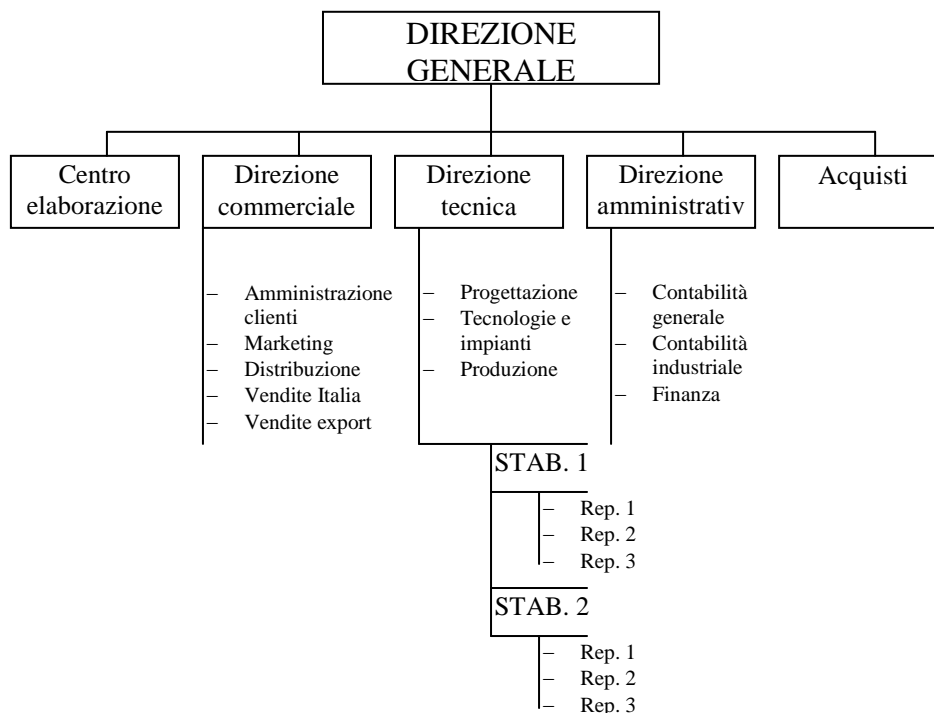 DIREZIONE
GENERALE
Centro
elaborazione
Direzione
commerciale
Direzione
tecnica
Direzione
amministrativ
Acquisti
– Amministrazione
clienti
– Marketing
– Distribuzione
– Vendite Italia
– Vendite export
– Progettazione
– Tecnologie e
impianti
– Produzione
– Contabilità
generale
– Contabilità
industriale
– Finanza
STAB. 1
– Rep. 1
– Rep. 2
– Rep. 3
STAB. 2
– Rep. 1
– Rep. 2
– Rep. 3